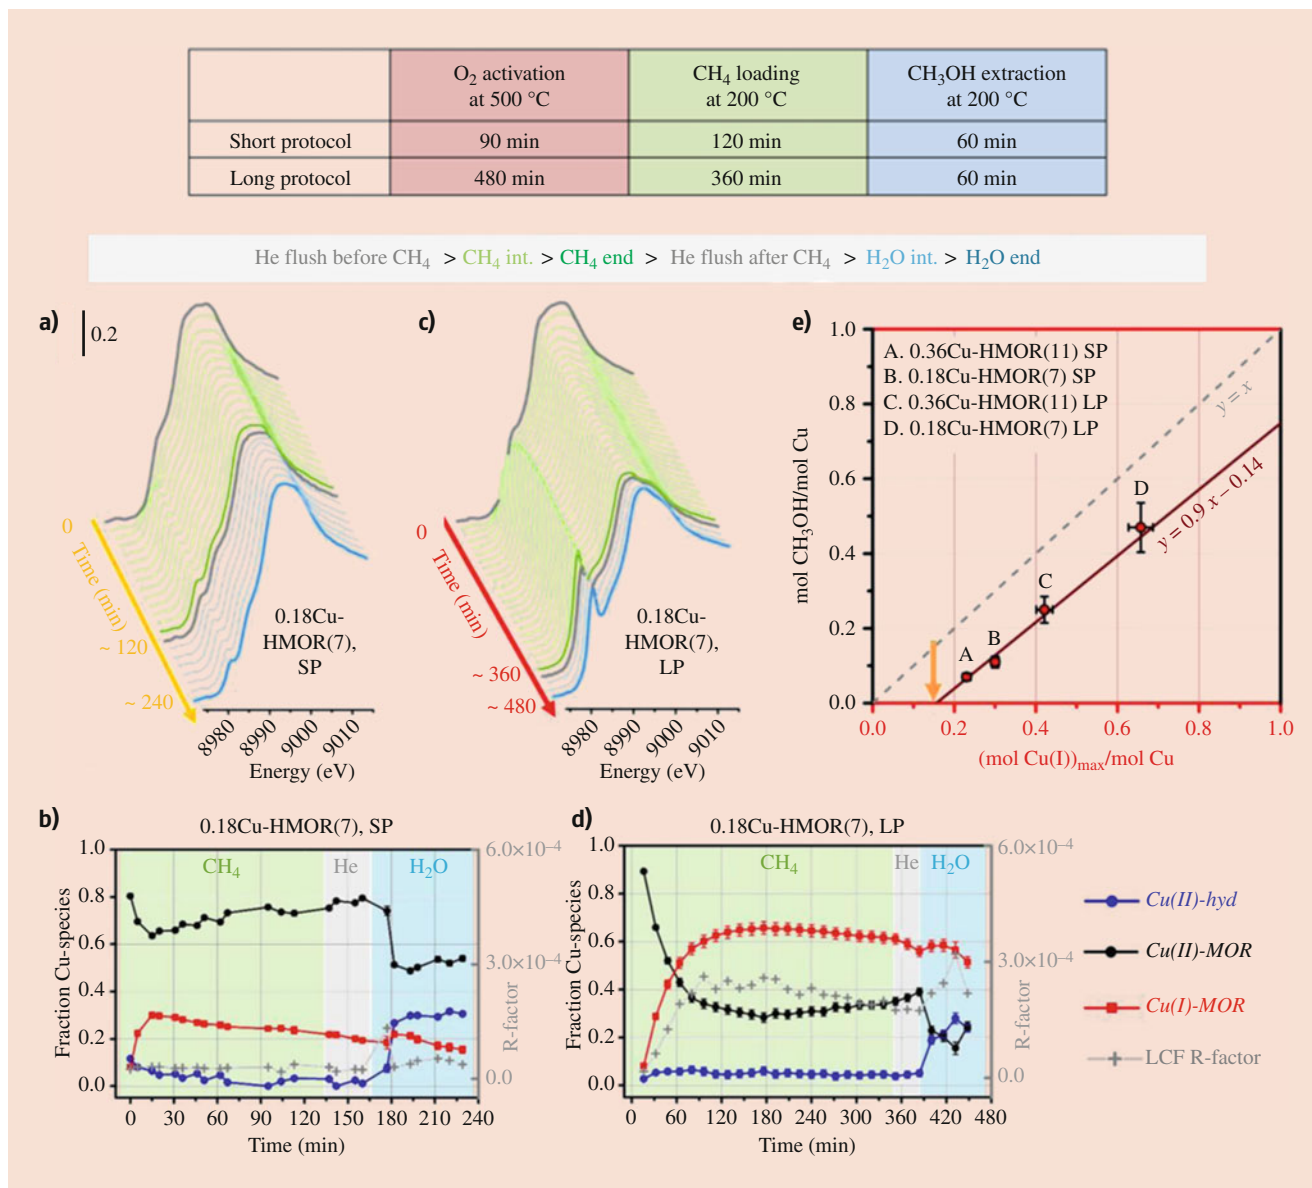 O₂ activation
at 500 °C
CH₄ loading
at 200 °C
CH₃OH extraction
at 200 °C
Short protocol 90 min 120 min 60 min
Long protocol 480 min 360 min 60 min
He flush before CH₄ > CH₄ int. > CH₄ end > He flush after CH₄ > H₂O int. > H₂O end
a)
0.2
0
Time (min)
~ 120
~ 240
0.18Cu-
HMOR(7),
SP
8980 8990 9000 9010
Energy (eV)
c)
0
Time (min)
~ 360
~ 480
0.18Cu-
HMOR(7),
LP
8980 8990 9000 9010
Energy (eV)
e)
A. 0.36Cu-HMOR(11) SP
B. 0.18Cu-HMOR(7) SP
C. 0.36Cu-HMOR(11) LP
D. 0.18Cu-HMOR(7) LP
y = x
y = 0.9 x – 0.14
A
B
C
D
mol CH₃OH/mol Cu
1.0
0.8
0.6
0.4
0.2
0.0
0.0 0.2 0.4 0.6 0.8 1.0
(mol Cu(I))max/mol Cu
b)
0.18Cu-HMOR(7), SP
CH₄ He H₂O
Fraction Cu-species
1.0
0.8
0.6
0.4
0.2
0.0
6.0×10⁻⁴
3.0×10⁻⁴
0.0
R-factor
0 30 60 90 120 150 180 210 240
Time (min)
d)
0.18Cu-HMOR(7), LP
CH₄ He H₂O
Fraction Cu-species
1.0
0.8
0.6
0.4
0.2
0.0
6.0×10⁻⁴
3.0×10⁻⁴
0.0
R-factor
0 60 120 180 240 300 360 420 480
Time (min)
Cu(II)-hyd
Cu(II)-MOR
Cu(I)-MOR
LCF R-factor